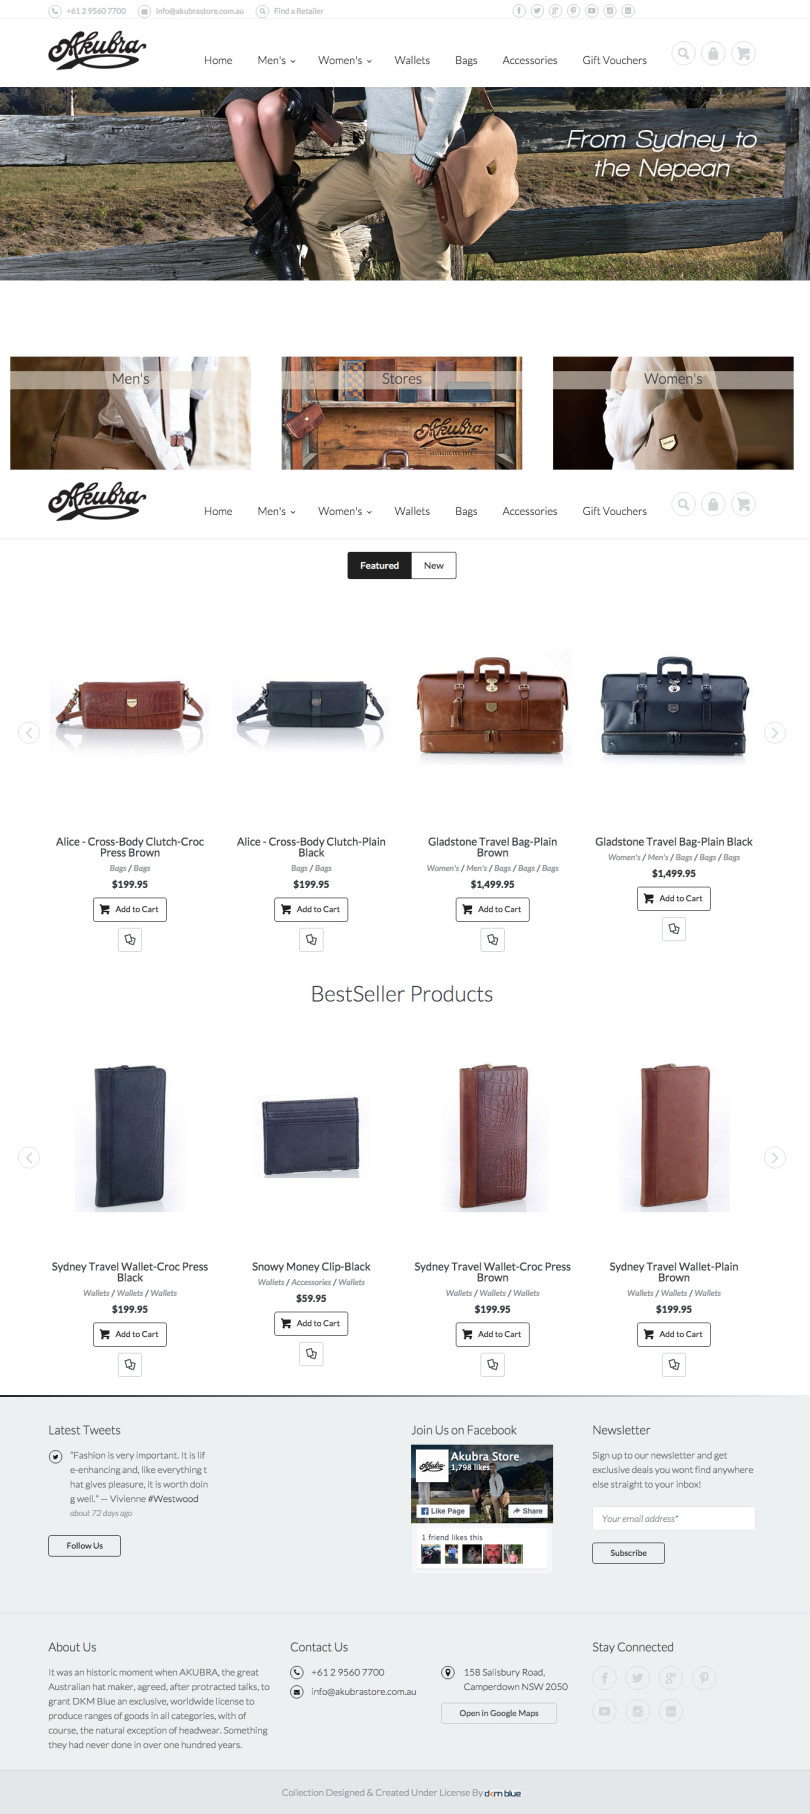 +61 2 9560 7700 info@akubrastore.com.au Find a Retailer
Akubra
Home Men's Women's Wallets Bags Accessories Gift Vouchers
From Sydney to
the Nepean
Men's
Stores
Akubra
Women's
Akubra
Home Men's Women's Wallets Bags Accessories Gift Vouchers
Featured New
Alice - Cross-Body Clutch-Croc
Press Brown
Bags / Bags
$199.95
Add to Cart
Alice - Cross-Body Clutch-Plain
Black
Bags / Bags
$199.95
Add to Cart
Gladstone Travel Bag-Plain
Brown
Women's / Men's / Bags / Bags / Bags
$1,499.95
Add to Cart
Gladstone Travel Bag-Plain Black
Women's / Men's / Bags / Bags / Bags
$1,499.95
Add to Cart
BestSeller Products
Sydney Travel Wallet-Croc Press
Black
Wallets / Wallets / Wallets
$199.95
Add to Cart
Snowy Money Clip-Black
Wallets / Accessories / Wallets
$59.95
Add to Cart
Sydney Travel Wallet-Croc Press
Brown
Wallets / Wallets / Wallets
$199.95
Add to Cart
Sydney Travel Wallet-Plain
Brown
Wallets / Wallets / Wallets
$199.95
Add to Cart
Latest Tweets
"Fashion is very important. It is lif
e-enhancing and, like everything t
hat gives pleasure, it is worth doin
g well." — Vivienne #Westwood
about 72 days ago
Follow Us
Join Us on Facebook
Akubra Store
1,798 likes
Like Page Share
1 friend likes this
Newsletter
Sign up to our newsletter and get
exclusive deals you wont find anywhere
else straight to your inbox!
Your email address*
Subscribe
About Us
It was an historic moment when AKUBRA, the great
Australian hat maker, agreed, after protracted talks, to
grant DKM Blue an exclusive, worldwide license to
produce ranges of goods in all categories, with of
course, the natural exception of headwear. Something
they had never done in over one hundred years.
Contact Us
+61 2 9560 7700
info@akubrastore.com.au
158 Salisbury Road,
Camperdown NSW 2050
Open in Google Maps
Stay Connected
Collection Designed & Created Under License By dkm blue